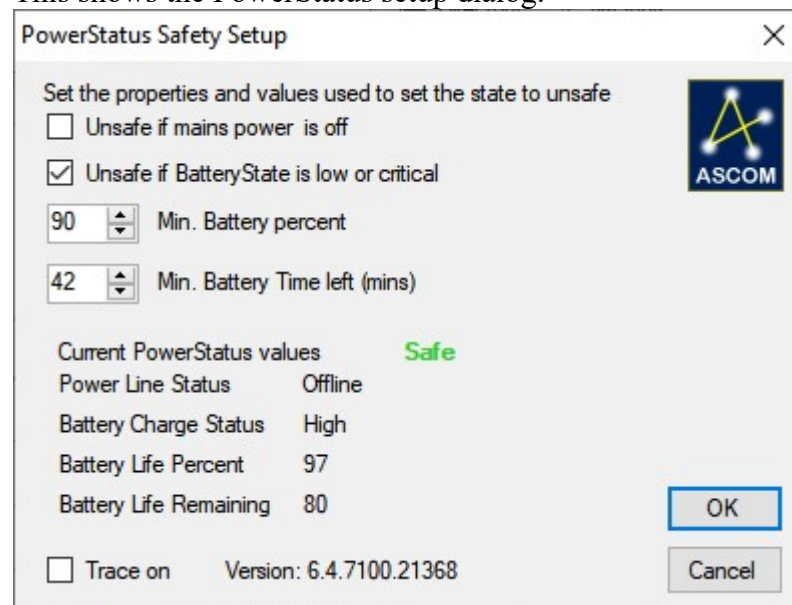 This shows the PowerStatus setup dialog.
PowerStatus Safety Setup
Set the properties and values used to set the state to unsafe
Unsafe if mains power is off
Unsafe if BatteryState is low or critical
ASCOM
90 Min. Battery percent
42 Min. Battery Time left (mins)
Current PowerStatus values Safe
Power Line Status Offline
Battery Charge Status High
Battery Life Percent 97
Battery Life Remaining 80
OK
Trace on Version: 6.4.7100.21368 Cancel